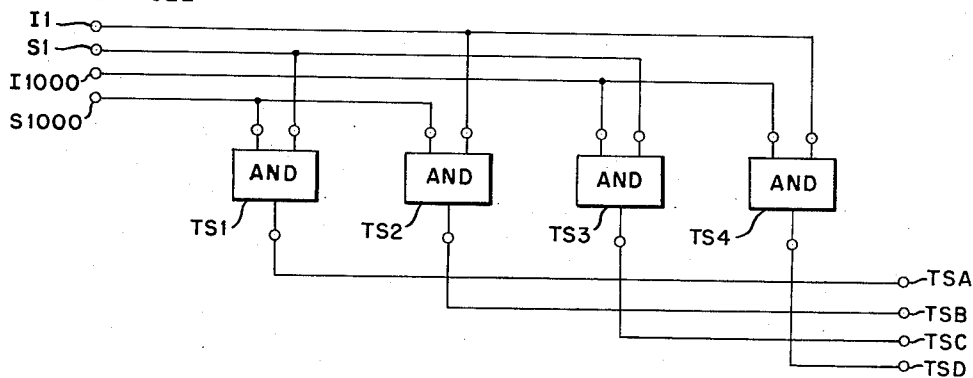 I1
S1
I1000
S1000
AND
AND
AND
AND
TS1
TS2
TS3
TS4
TSA
TSB
TSC
TSD